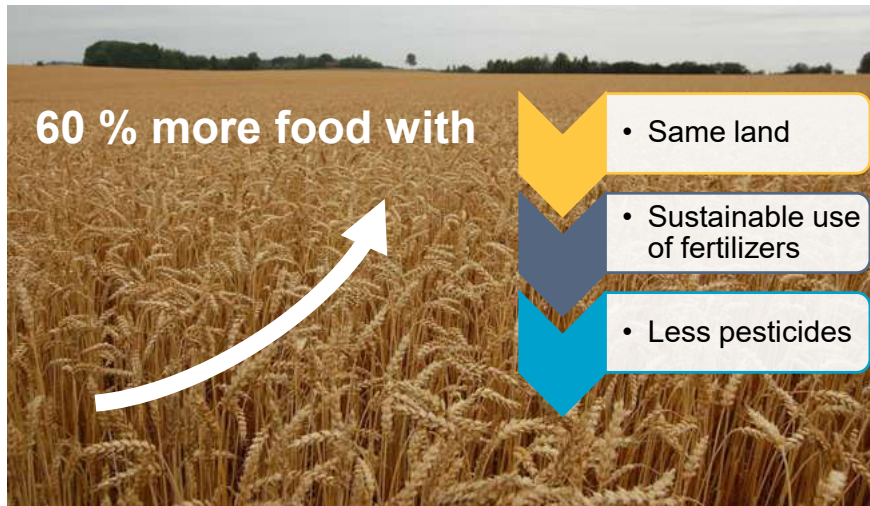 60 % more food with
• Same land
• Sustainable use
of fertilizers
• Less pesticides